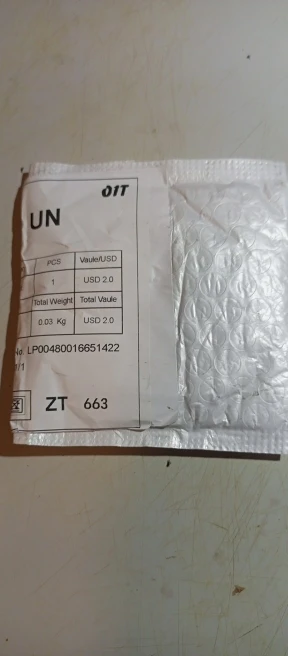 OIT
UN
PCS Vaule/USD
1 USD 2.0
Total Weight Total Vaule
0.03 Kg USD 2.0
No. LP00480016651422
1/1
ZT 663